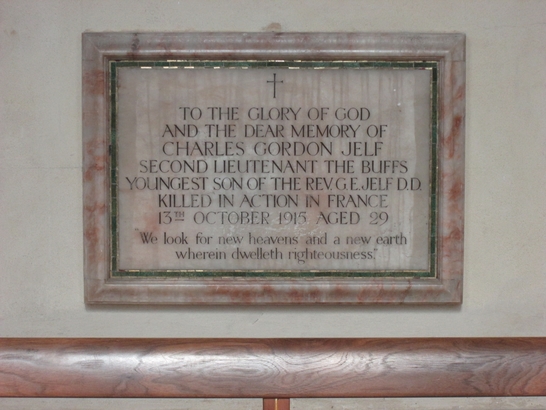 TO THE GLORY OF GOD
AND THE DEAR MEMORY OF
CHARLES GORDON JELF
SECOND LIEUTENANT THE BUFFS
YOUNGEST SON OF THE REV. G. E. JELF D.D.
KILLED IN ACTION IN FRANCE
13TH OCTOBER 1915 AGED 29
"We look for new heavens and a new earth
wherein dwelleth righteousness."